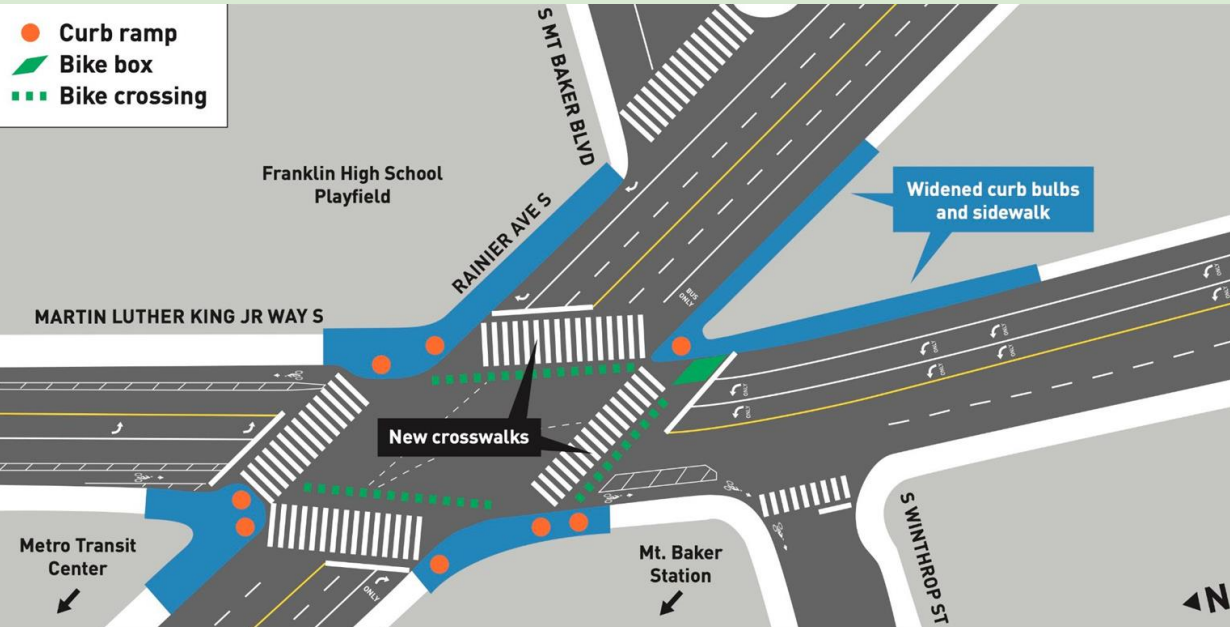 Curb ramp
Bike box
Bike crossing
S MT BAKER BLVD
Franklin High School
Playfield
RAINIER AVE S
Widened curb bulbs
and sidewalk
MARTIN LUTHER KING JR WAY S
BUS
ONLY
ONLY
ONLY
ONLY
ONLY
ONLY
ONLY
ONLY
ONLY
New crosswalks
Metro Transit
Center
ONLY
Mt. Baker
Station
S WINTHROP ST
N